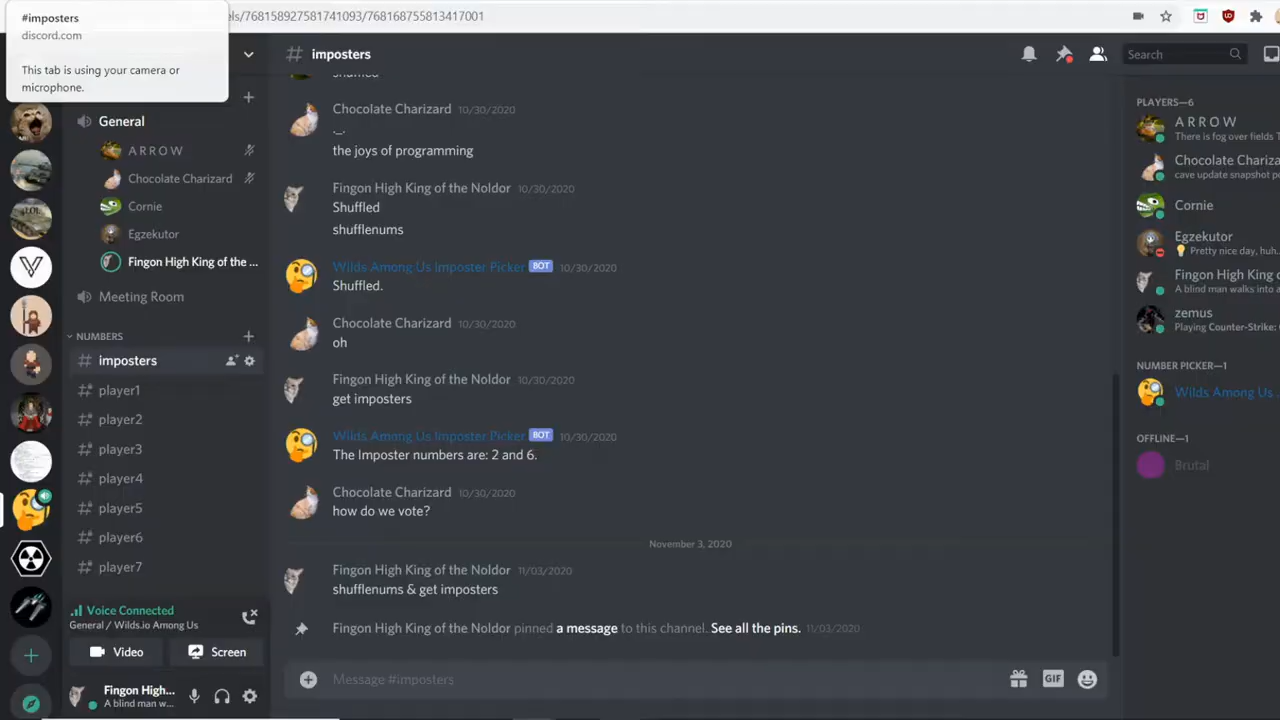 #imposters
discord.com
This tab is using your camera or
microphone.
els/768158927581741093/768168755813417001
imposters
Search
General
A R R O W
Chocolate Charizard
Cornie
Egzekutor
Fingon High King of the ...
Meeting Room
NUMBERS
imposters
player1
player2
player3
player4
player5
player6
player7
Voice Connected
General / Wilds.io Among Us
Video
Screen
Fingon High...
A blind man w...
Chocolate Charizard 10/30/2020
._.
the joys of programming
Fingon High King of the Noldor 10/30/2020
Shuffled
shufflenums
Wilds Among Us Imposter Picker BOT 10/30/2020
Shuffled.
Chocolate Charizard 10/30/2020
oh
Fingon High King of the Noldor 10/30/2020
get imposters
Wilds Among Us Imposter Picker BOT 10/30/2020
The Imposter numbers are: 2 and 6.
Chocolate Charizard 10/30/2020
how do we vote?
November 3, 2020
Fingon High King of the Noldor 11/03/2020
shufflenums & get imposters
Fingon High King of the Noldor pinned a message to this channel. See all the pins. 11/03/2020
Message #imposters
GIF
PLAYERS—6
A R R O W
There is fog over fields T
Chocolate Chariza
cave update snapshot po
Cornie
Egzekutor
Pretty nice day, huh..
Fingon High King o
A blind man walks into a
zemus
Playing Counter-Strike:
NUMBER PICKER—1
Wilds Among Us ..
OFFLINE—1
Brutal